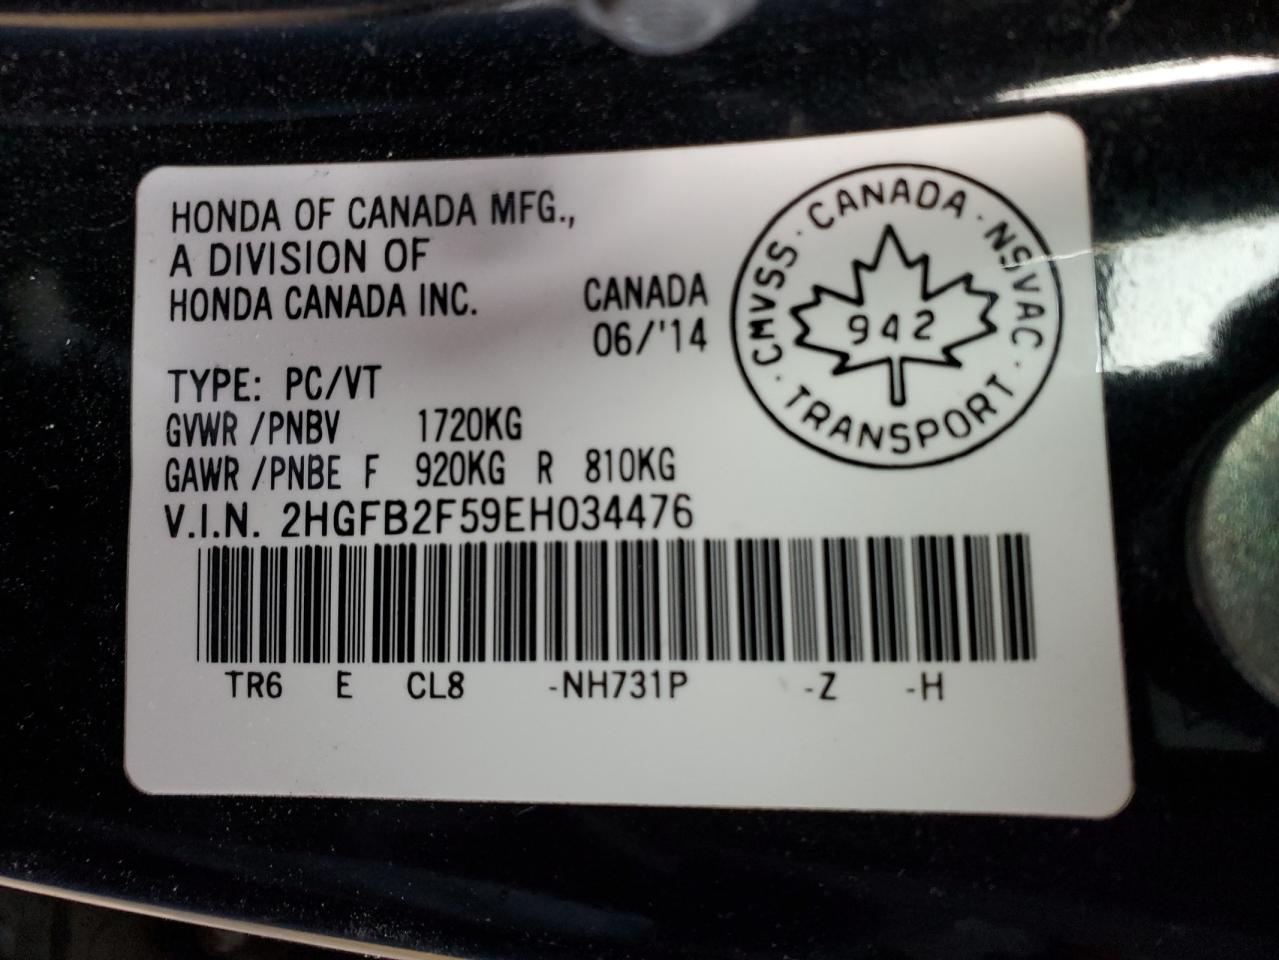 HONDA OF CANADA MFG.,
A DIVISION OF
HONDA CANADA INC. CANADA
06/'14
TYPE: PC/VT
GVWR /PNBV 1720KG
GAWR /PNBE F 920KG R 810KG
V.I.N. 2HGFB2F59EH034476
TR6 E CL8 -NH731P -Z -H
CMVSS · CANADA · NSVAC ·
942
TRANSPORT ·